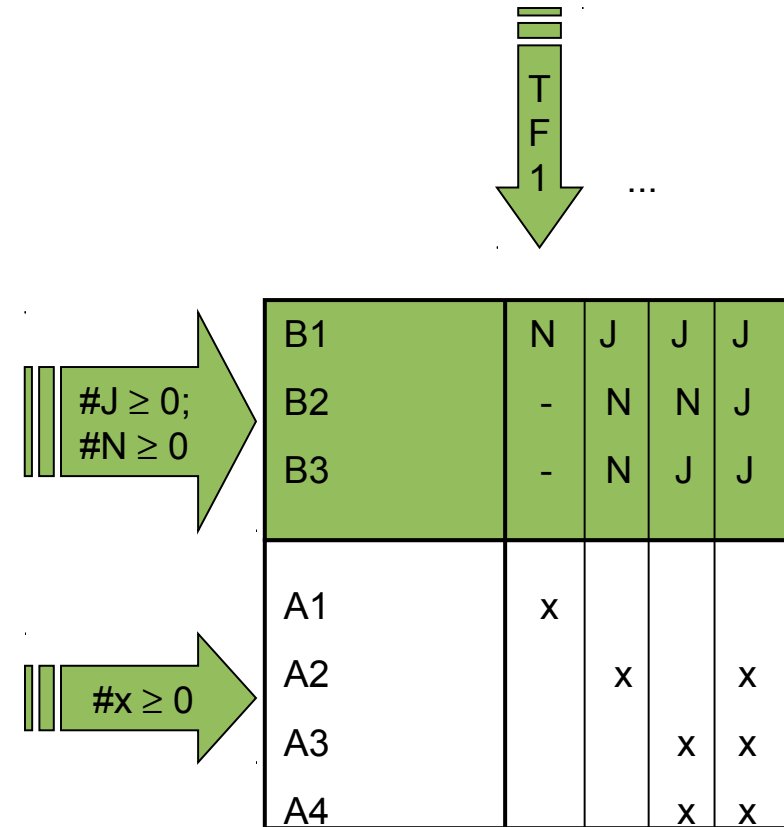 T
F
1
...
#J ≥ 0;
#N ≥ 0
B1 N J J J
B2 - N N J
B3 - N J J
#x ≥ 0
A1 x
A2 x x
A3 x x
A4 x x